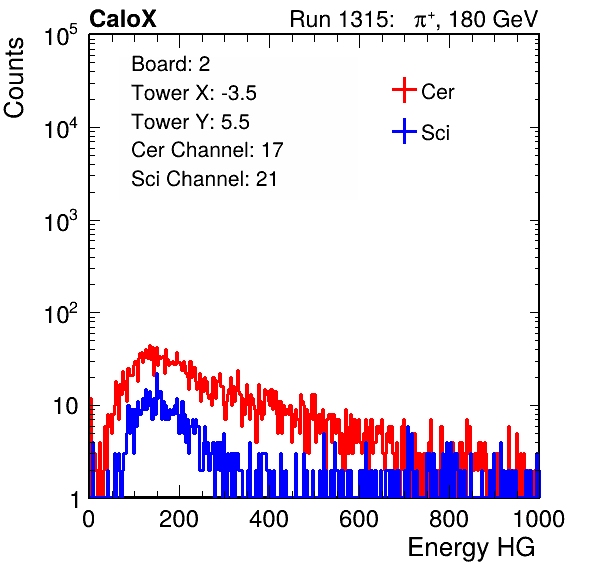 CaloX Run 1315: π⁺, 180 GeV
Board: 2
Tower X: -3.5
Tower Y: 5.5
Cer Channel: 17
Sci Channel: 21
Cer
Sci
Counts
10⁵
10⁴
10³
10²
10
1
0 200 400 600 800 1000
Energy HG